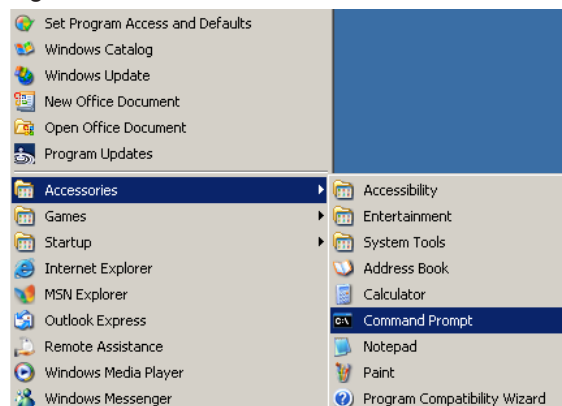 Set Program Access and Defaults
Windows Catalog
Windows Update
New Office Document
Open Office Document
Program Updates
Accessories
Games
Startup
Internet Explorer
MSN Explorer
Outlook Express
Remote Assistance
Windows Media Player
Windows Messenger
Accessibility
Entertainment
System Tools
Address Book
Calculator
Command Prompt
Notepad
Paint
Program Compatibility Wizard